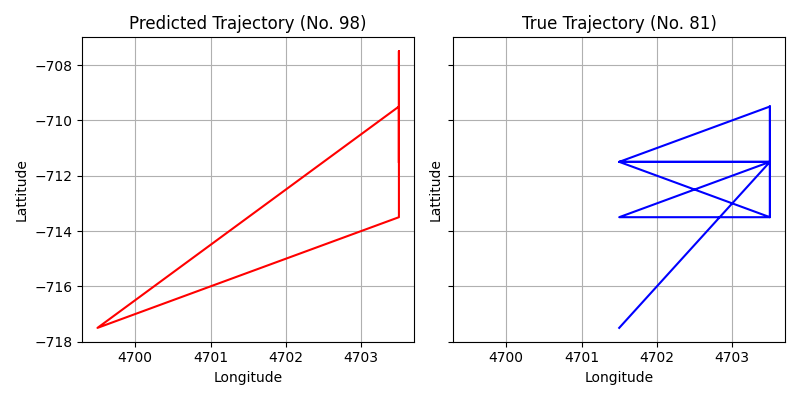 Predicted Trajectory (No. 98)
True Trajectory (No. 81)
Lattitude
−708
−710
−712
−714
−716
−718
4700
4701
4702
4703
Longitude
Lattitude
4700
4701
4702
4703
Longitude